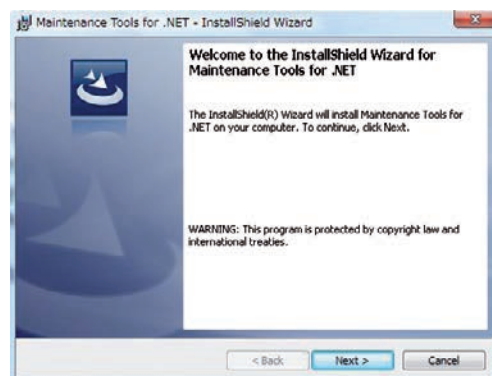 Maintenance Tools for .NET - InstallShield Wizard
Welcome to the InstallShield Wizard for
Maintenance Tools for .NET
The InstallShield(R) Wizard will install Maintenance Tools for
.NET on your computer. To continue, click Next.
WARNING: This program is protected by copyright law and
international treaties.
< Back
Next >
Cancel